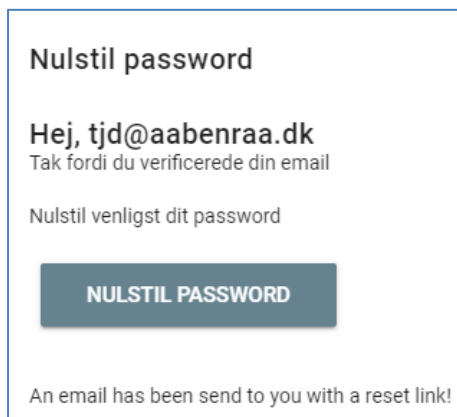 Nulstil password
Hej, tjd@aabenraa.dk
Tak fordi du verificerede din email
Nulstil venligst dit password
NULSTIL PASSWORD
An email has been send to you with a reset link!